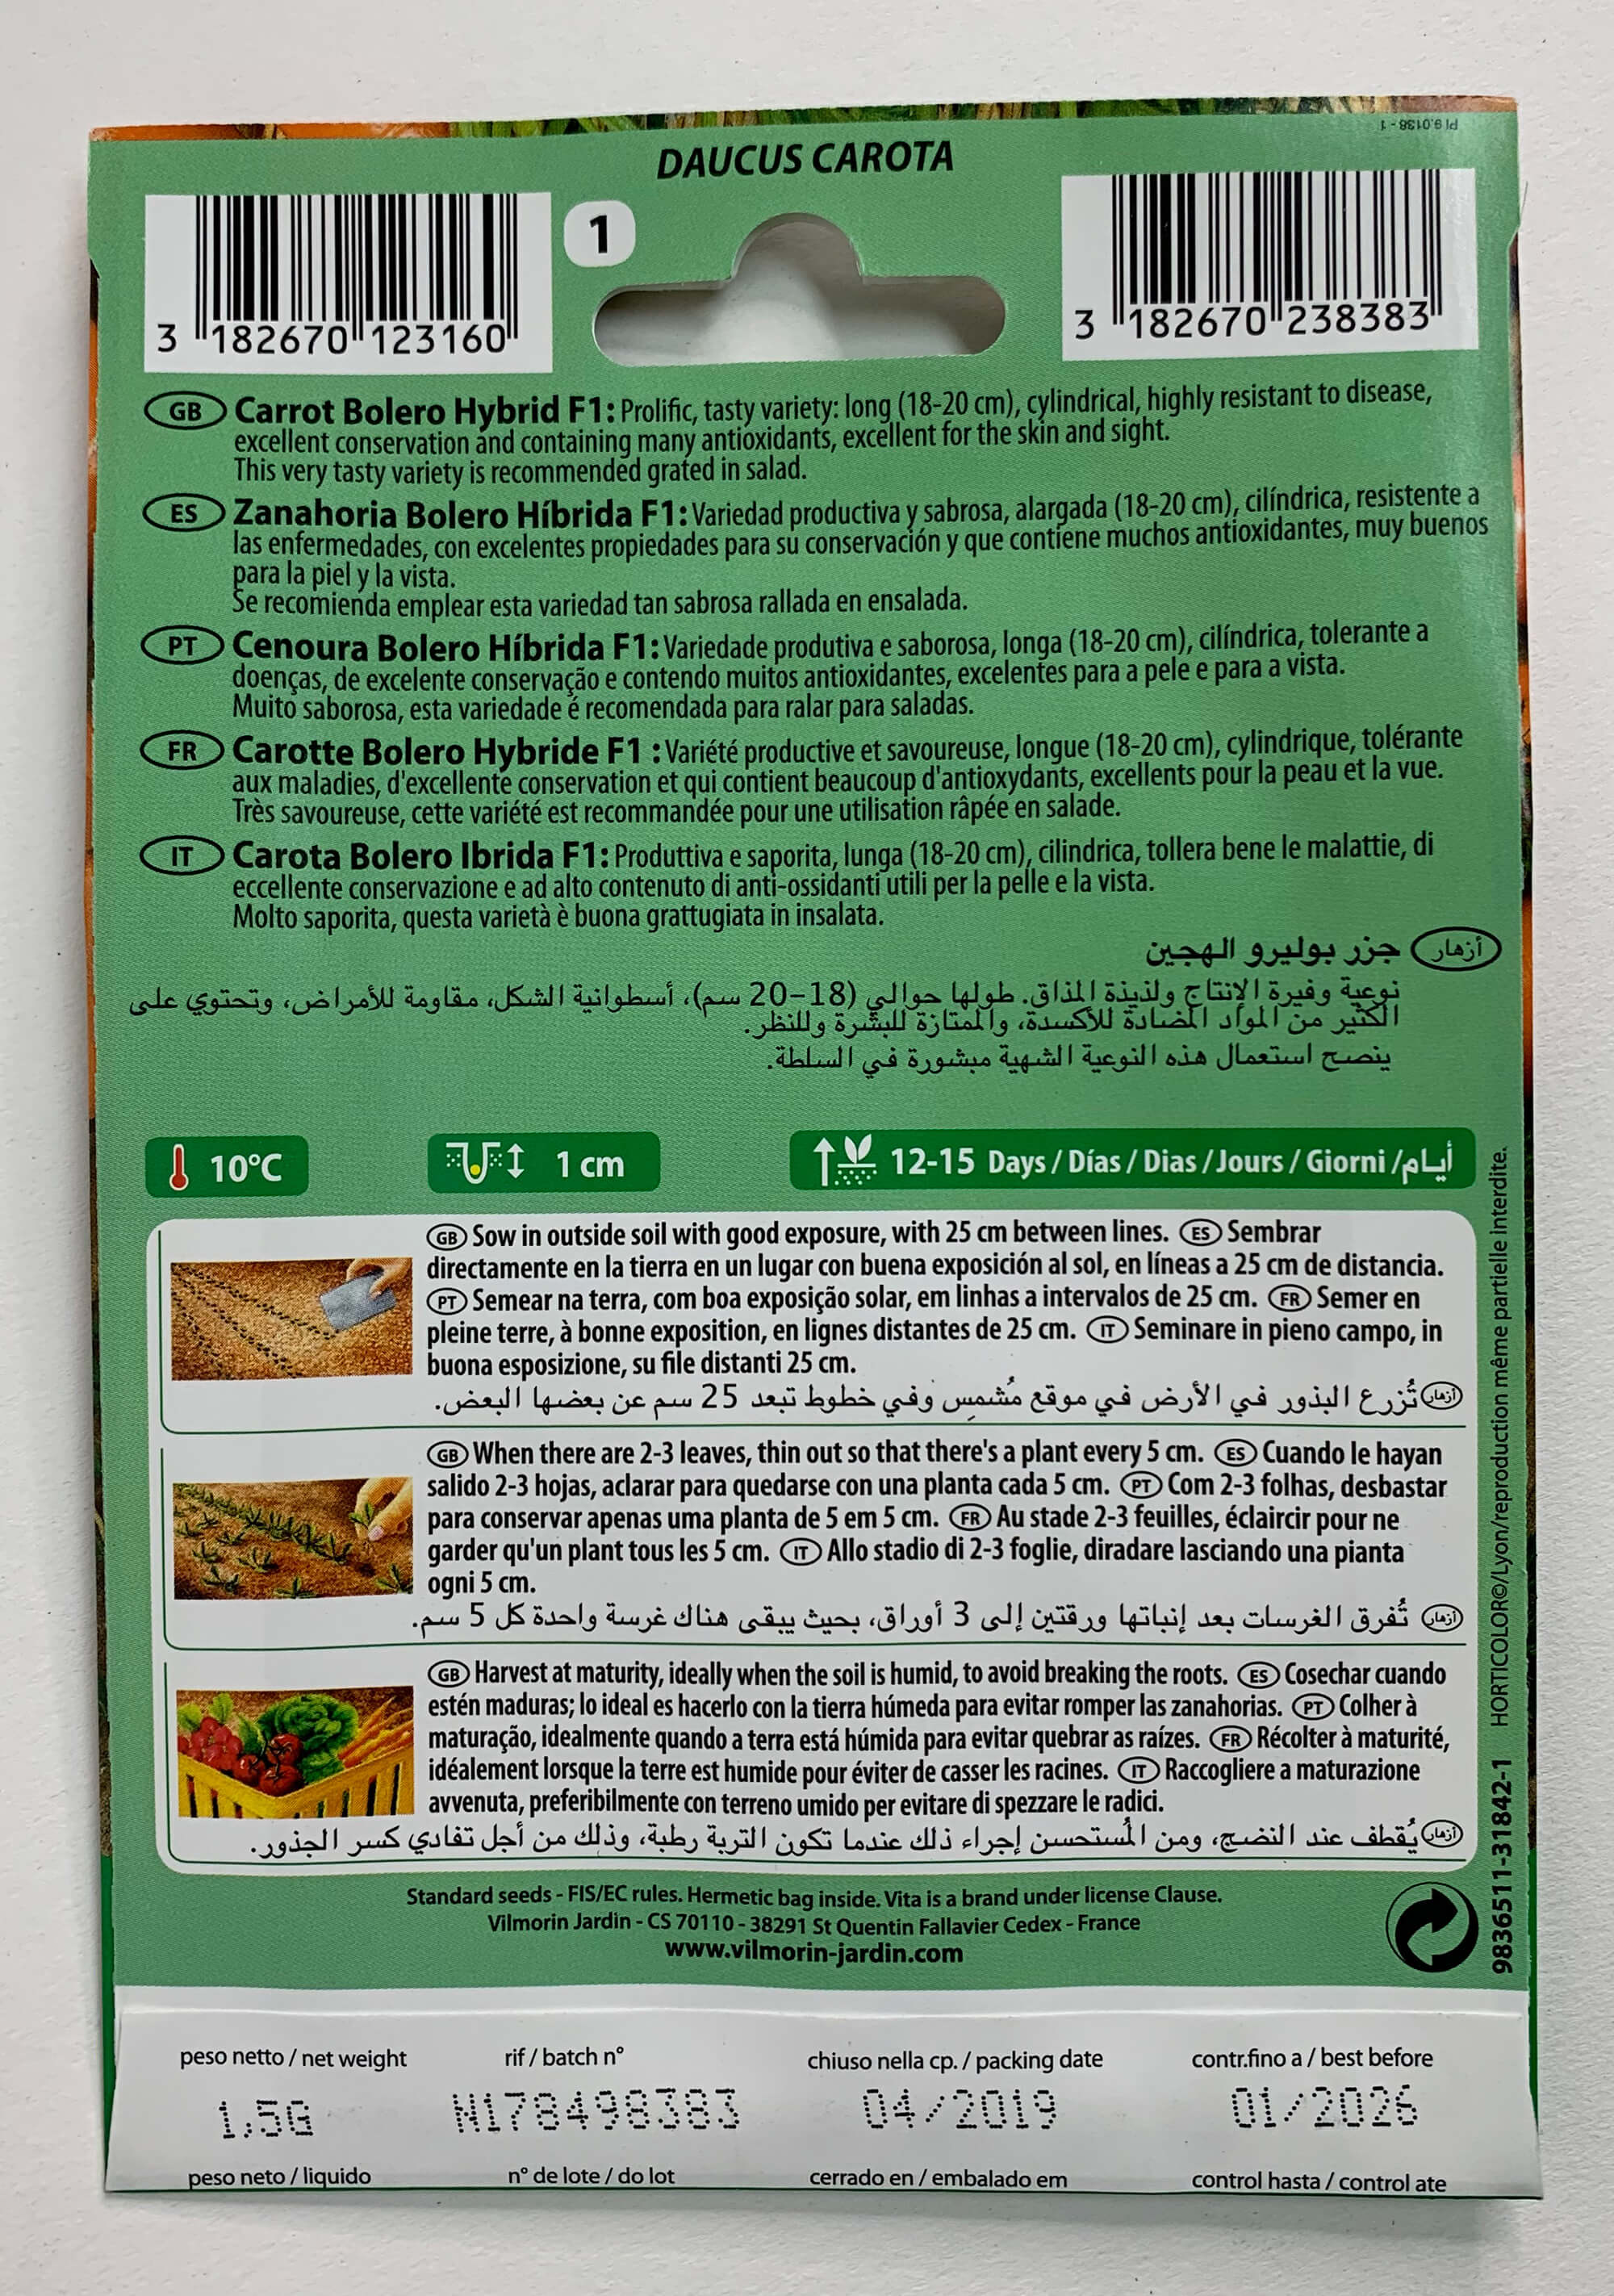 Pl 9.0138 - 1
DAUCUS CAROTA
1
3 182670 123160
3 182670 238383
GB Carrot Bolero Hybrid F1: Prolific, tasty variety: long (18-20 cm), cylindrical, highly resistant to disease,
excellent conservation and containing many antioxidants, excellent for the skin and sight.
This very tasty variety is recommended grated in salad.
ES Zanahoria Bolero Híbrida F1: Variedad productiva y sabrosa, alargada (18-20 cm), cilíndrica, resistente a
las enfermedades, con excelentes propiedades para su conservación y que contiene muchos antioxidantes, muy buenos
para la piel y la vista.
Se recomienda emplear esta variedad tan sabrosa rallada en ensalada.
PT Cenoura Bolero Híbrida F1: Variedade produtiva e saborosa, longa (18-20 cm), cilíndrica, tolerante a
doenças, de excelente conservação e contendo muitos antioxidantes, excelentes para a pele e para a vista.
Muito saborosa, esta variedade é recomendada para ralar para saladas.
FR Carotte Bolero Hybride F1 : Variété productive et savoureuse, longue (18-20 cm), cylindrique, tolérante
aux maladies, d'excellente conservation et qui contient beaucoup d'antioxydants, excellents pour la peau et la vue.
Très savoureuse, cette variété est recommandée pour une utilisation râpée en salade.
IT Carota Bolero Ibrida F1: Produttiva e saporita, lunga (18-20 cm), cilindrica, tollera bene le malattie, di
eccellente conservazione e ad alto contenuto di anti-ossidanti utili per la pelle e la vista.
Molto saporita, questa varietà è buona grattugiata in insalata.
أزهار جزر بوليرو الهجين
نوعية وفيرة الإنتاج ولذيذة المذاق. طولها حوالي (18-20 سم)، أسطوانية الشكل، مقاومة للأمراض، وتحتوي على
الكثير من المواد المضادة للأكسدة، والممتازة للبشرة وللنظر.
ينصح استعمال هذه النوعية الشهية مبشورة في السلطة.
10°C
1 cm
12-15 Days / Días / Dias / Jours / Giorni / أيام
GB Sow in outside soil with good exposure, with 25 cm between lines. ES Sembrar
directamente en la tierra en un lugar con buena exposición al sol, en líneas a 25 cm de distancia.
PT Semear na terra, com boa exposição solar, em linhas a intervalos de 25 cm. FR Semer en
pleine terre, à bonne exposition, en lignes distantes de 25 cm. IT Seminare in pieno campo, in
buona esposizione, su file distanti 25 cm.
أزهار تُزرع البذور في الأرض في موقع مُشمِس وفي خطوط تبعد 25 سم عن بعضها البعض.
GB When there are 2-3 leaves, thin out so that there's a plant every 5 cm. ES Cuando le hayan
salido 2-3 hojas, aclarar para quedarse con una planta cada 5 cm. PT Com 2-3 folhas, desbastar
para conservar apenas uma planta de 5 em 5 cm. FR Au stade 2-3 feuilles, éclaircir pour ne
garder qu'un plant tous les 5 cm. IT Allo stadio di 2-3 foglie, diradare lasciando una pianta
ogni 5 cm.
أزهار تُفرق الغرسات بعد إنباتها ورقتين إلى 3 أوراق، بحيث يبقى هناك غرسة واحدة كل 5 سم.
GB Harvest at maturity, ideally when the soil is humid, to avoid breaking the roots. ES Cosechar cuando
estén maduras; lo ideal es hacerlo con la tierra húmeda para evitar romper las zanahorias. PT Colher à
maturação, idealmente quando a terra está húmida para evitar quebrar as raízes. FR Récolter à maturité,
idéalement lorsque la terre est humide pour éviter de casser les racines. IT Raccogliere a maturazione
avvenuta, preferibilmente con terreno umido per evitare di spezzare le radici.
أزهار يُقطف عند النضج، ومن المُستحسن إجراء ذلك عندما تكون التربة رطبة، وذلك من أجل تفادي كسر الجذور.
9836511-31842-1 HORTICOLOR©/Lyon/reproduction même partielle interdite.
Standard seeds - FIS/EC rules. Hermetic bag inside. Vita is a brand under license Clause.
Vilmorin Jardin - CS 70110 - 38291 St Quentin Fallavier Cedex - France
www.vilmorin-jardin.com
peso netto / net weight
rif / batch n°
chiuso nella cp. / packing date
contr.fino a / best before
1,5G
N178498383
04/2019
01/2026
peso neto / liquido
n° de lote / do lot
cerrado en / embalado em
control hasta / control ate